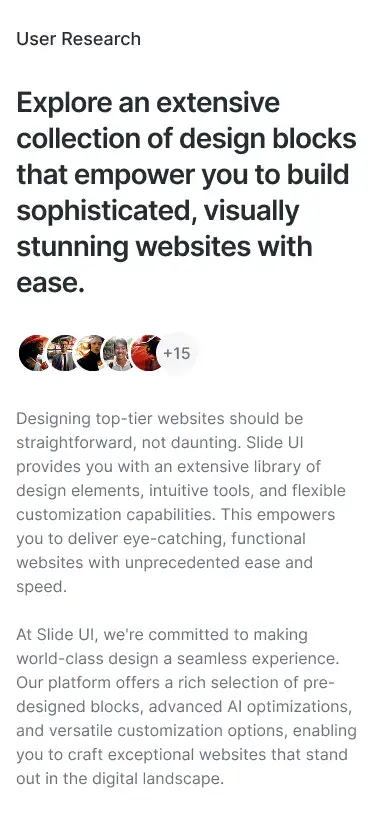 User Research
Explore an extensive
collection of design blocks
that empower you to build
sophisticated, visually
stunning websites with
ease.
+15
Designing top-tier websites should be
straightforward, not daunting. Slide UI
provides you with an extensive library of
design elements, intuitive tools, and flexible
customization capabilities. This empowers
you to deliver eye-catching, functional
websites with unprecedented ease and
speed.
At Slide UI, we're committed to making
world-class design a seamless experience.
Our platform offers a rich selection of pre-
designed blocks, advanced AI optimizations,
and versatile customization options, enabling
you to craft exceptional websites that stand
out in the digital landscape.